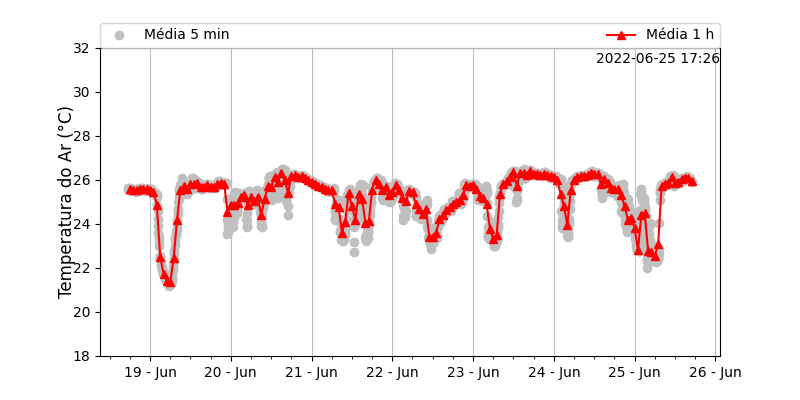 Média 5 min
Média 1 h
2022-06-25 17:26
Temperatura do Ar (°C)
32
30
28
26
24
22
20
18
19 - Jun
20 - Jun
21 - Jun
22 - Jun
23 - Jun
24 - Jun
25 - Jun
26 - Jun